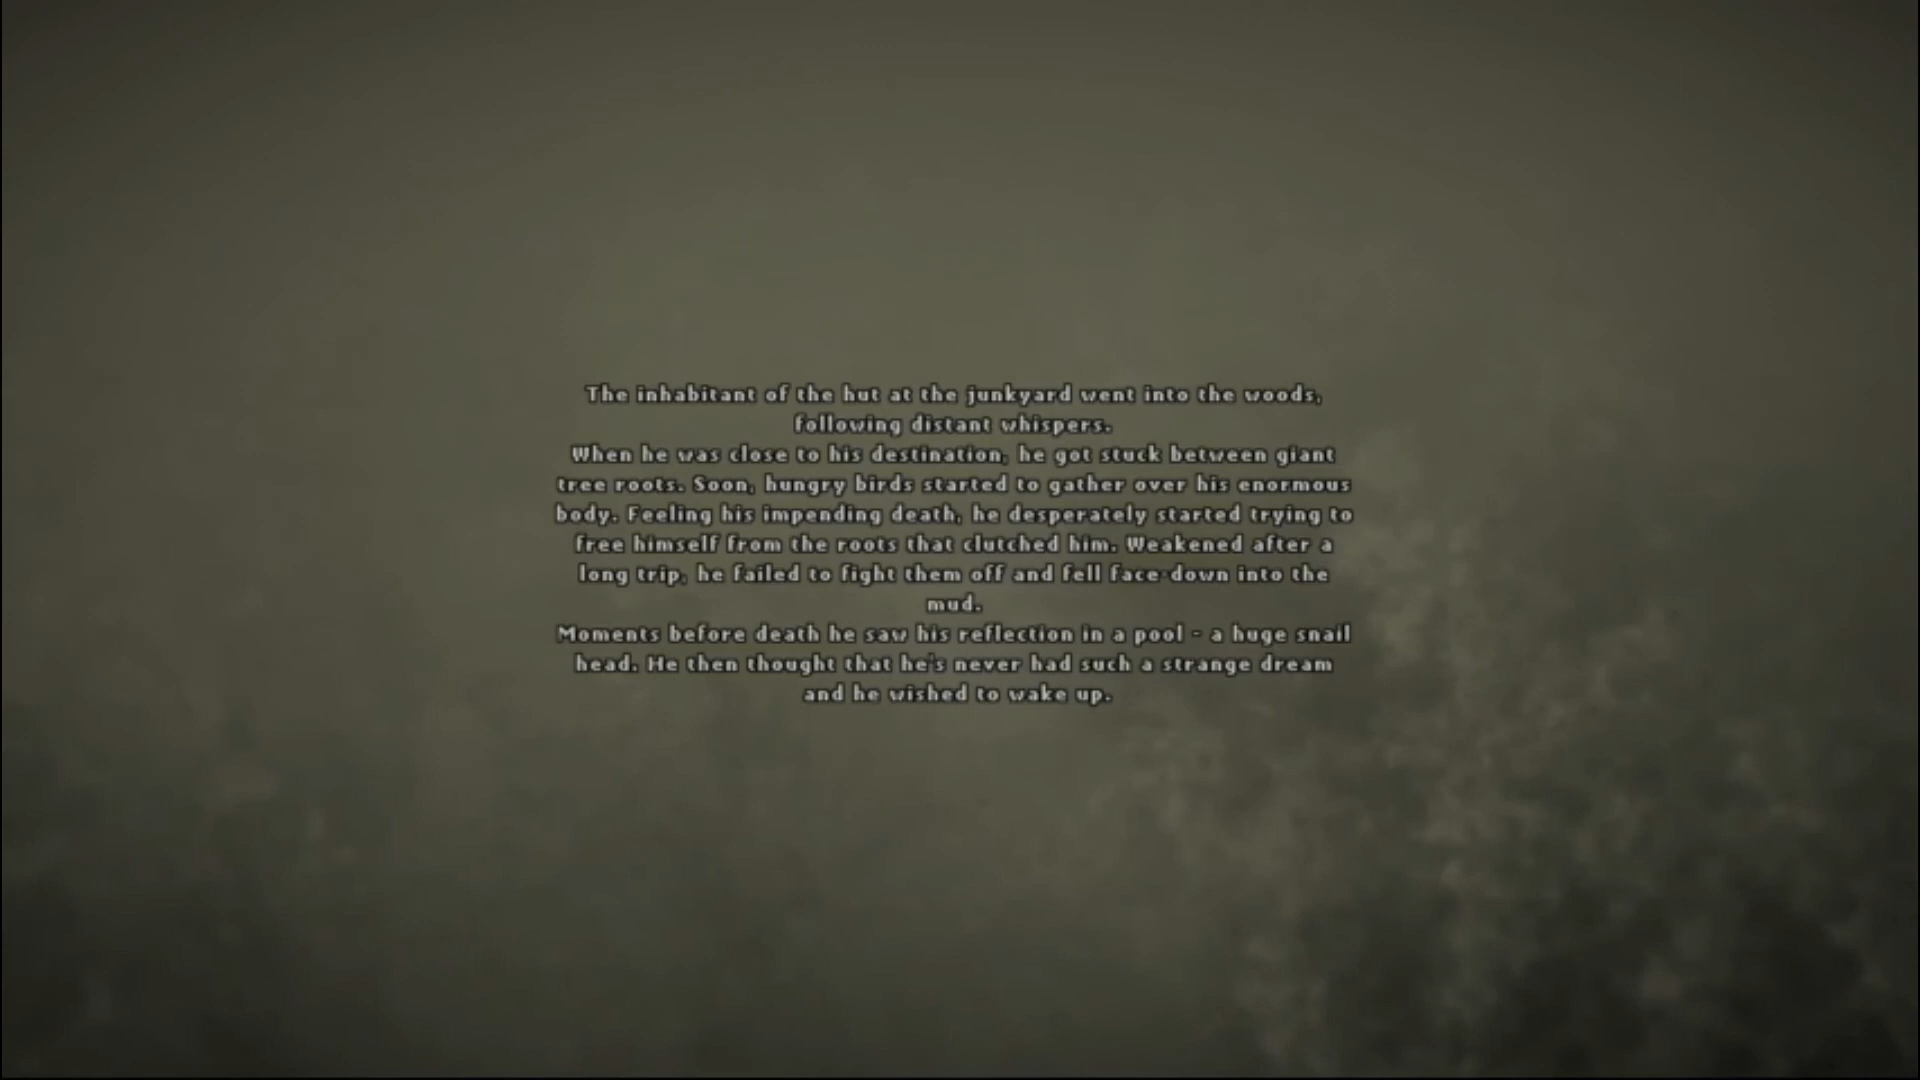 The inhabitant of the hut at the junkyard went into the woods,
following distant whispers.
When he was close to his destination, he got stuck between giant
tree roots. Soon, hungry birds started to gather over his enormous
body. Feeling his impending death, he desperately started trying to
free himself from the roots that clutched him. Weakened after a
long trip, he failed to fight them off and fell face-down into the
mud.
Moments before death he saw his reflection in a pool - a huge snail
head. He then thought that he's never had such a strange dream
and he wished to wake up.